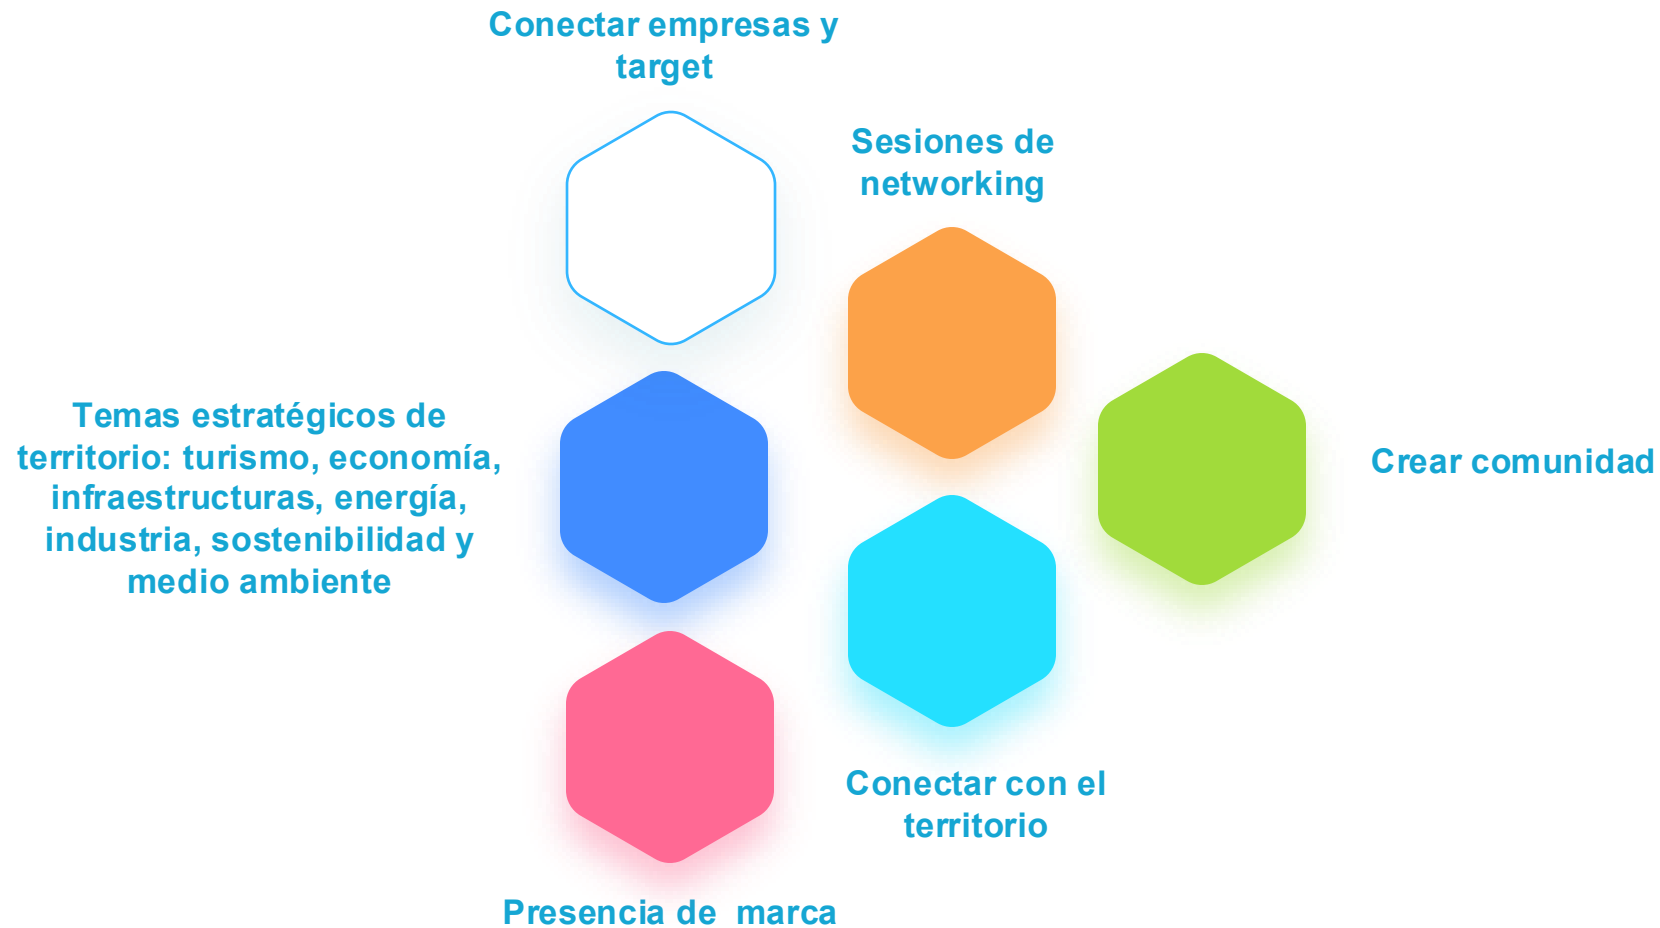 Conectar empresas y
target
Sesiones de
networking
Temas estratégicos de
territorio: turismo, economía,
infraestructuras, energía,
industria, sostenibilidad y
medio ambiente
Crear comunidad
Conectar con el
territorio
Presencia de  marca